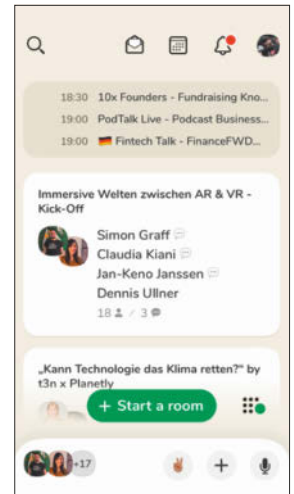 18:30 10x Founders - Fundraising Kno...
19:00 PodTalk Live - Podcast Business...
19:00 🇩🇪 Fintech Talk - FinanceFWD...
Immersive Welten zwischen AR & VR -
Kick-Off
Simon Graff
Claudia Kiani
Jan-Keno Janssen
Dennis Ullner
18 / 3
„Kann Technologie das Klima retten?" by
t3n x Planetly
+ Start a room
+17